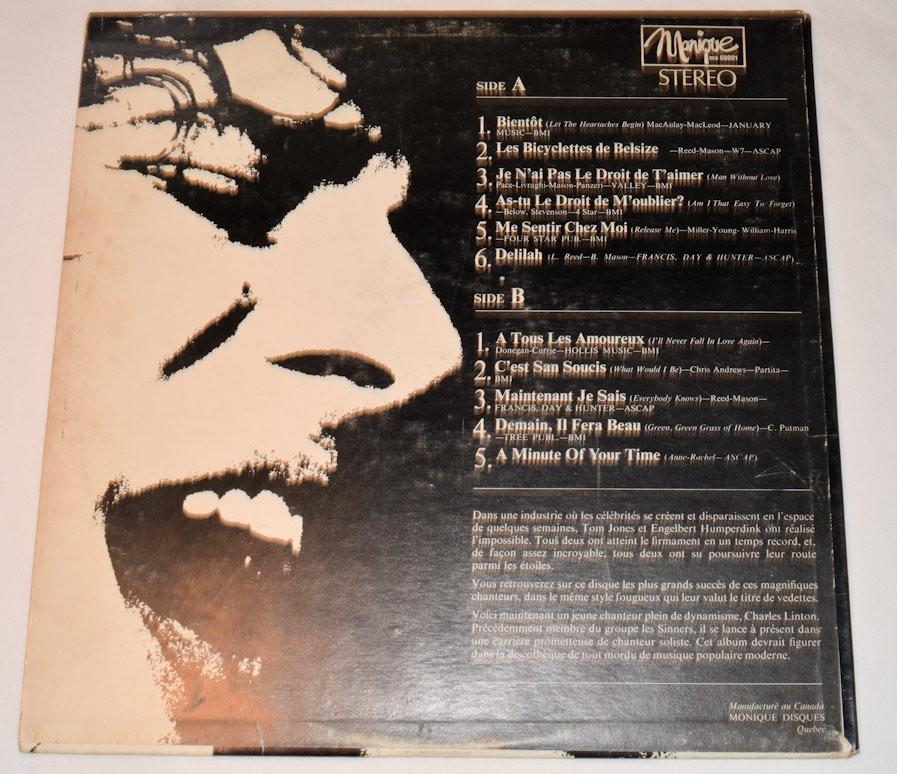 Monique
ms 69001
STEREO
SIDE A
1. Bientôt (Let The Heartaches Begin) MacAulay-MacLeod—JANUARY
MUSIC—BMI
2. Les Bicyclettes de Belsize —Reed-Mason—W7—ASCAP
3. Je N'ai Pas Le Droit de T'aimer (Man Without Love)
Pace-Livraghi-Mason-Panzeri—VALLEY—BMI
4. As-tu Le Droit de M'oublier? (Am I That Easy To Forget)
—Below, Stevenson—4 Star—BMI
5. Me Sentir Chez Moi (Release Me)—Miller-Young- William-Harris
—FOUR STAR PUB.—BMI
6. Delilah (L. Reed—B. Mason—FRANCIS, DAY & HUNTER—ASCAP)
SIDE B
1. A Tous Les Amoureux (I'll Never Fall In Love Again)—
Donegan-Currie—HOLLIS MUSIC—BMI
2. C'est San Soucis (What Would I Be)—Chris Andrews—Partita—
BMI
3. Maintenant Je Sais (Everybody Knows)—Reed-Mason—
FRANCIS, DAY & HUNTER—ASCAP
4. Demain, Il Fera Beau (Green, Green Grass of Home)—C. Putman
—TREE PUBL.—BMI
5. A Minute Of Your Time (Anne-Rachel—ASCAP)
Dans une industrie où les célébrités se créent et disparaissent en l'espace
de quelques semaines, Tom Jones et Engelbert Humperdink ont réalisé
l'impossible. Tous deux ont atteint le firmament en un temps record, et,
de façon assez incroyable, tous deux ont su poursuivre leur route
parmi les étoiles.
Vous retrouverez sur ce disque les plus grands succès de ces magnifiques
chanteurs, dans le même style fougueux qui leur valut le titre de vedettes.
Voici maintenant un jeune chanteur plein de dynamisme, Charles Linton.
Précédemment membre du groupe les Sinners, il se lance à présent dans
une carrière prometteuse de chanteur soliste. Cet album devrait figurer
dans la discothèque de tout mordu de musique populaire moderne.
Manufacturé au Canada
MONIQUE DISQUES
Quebec